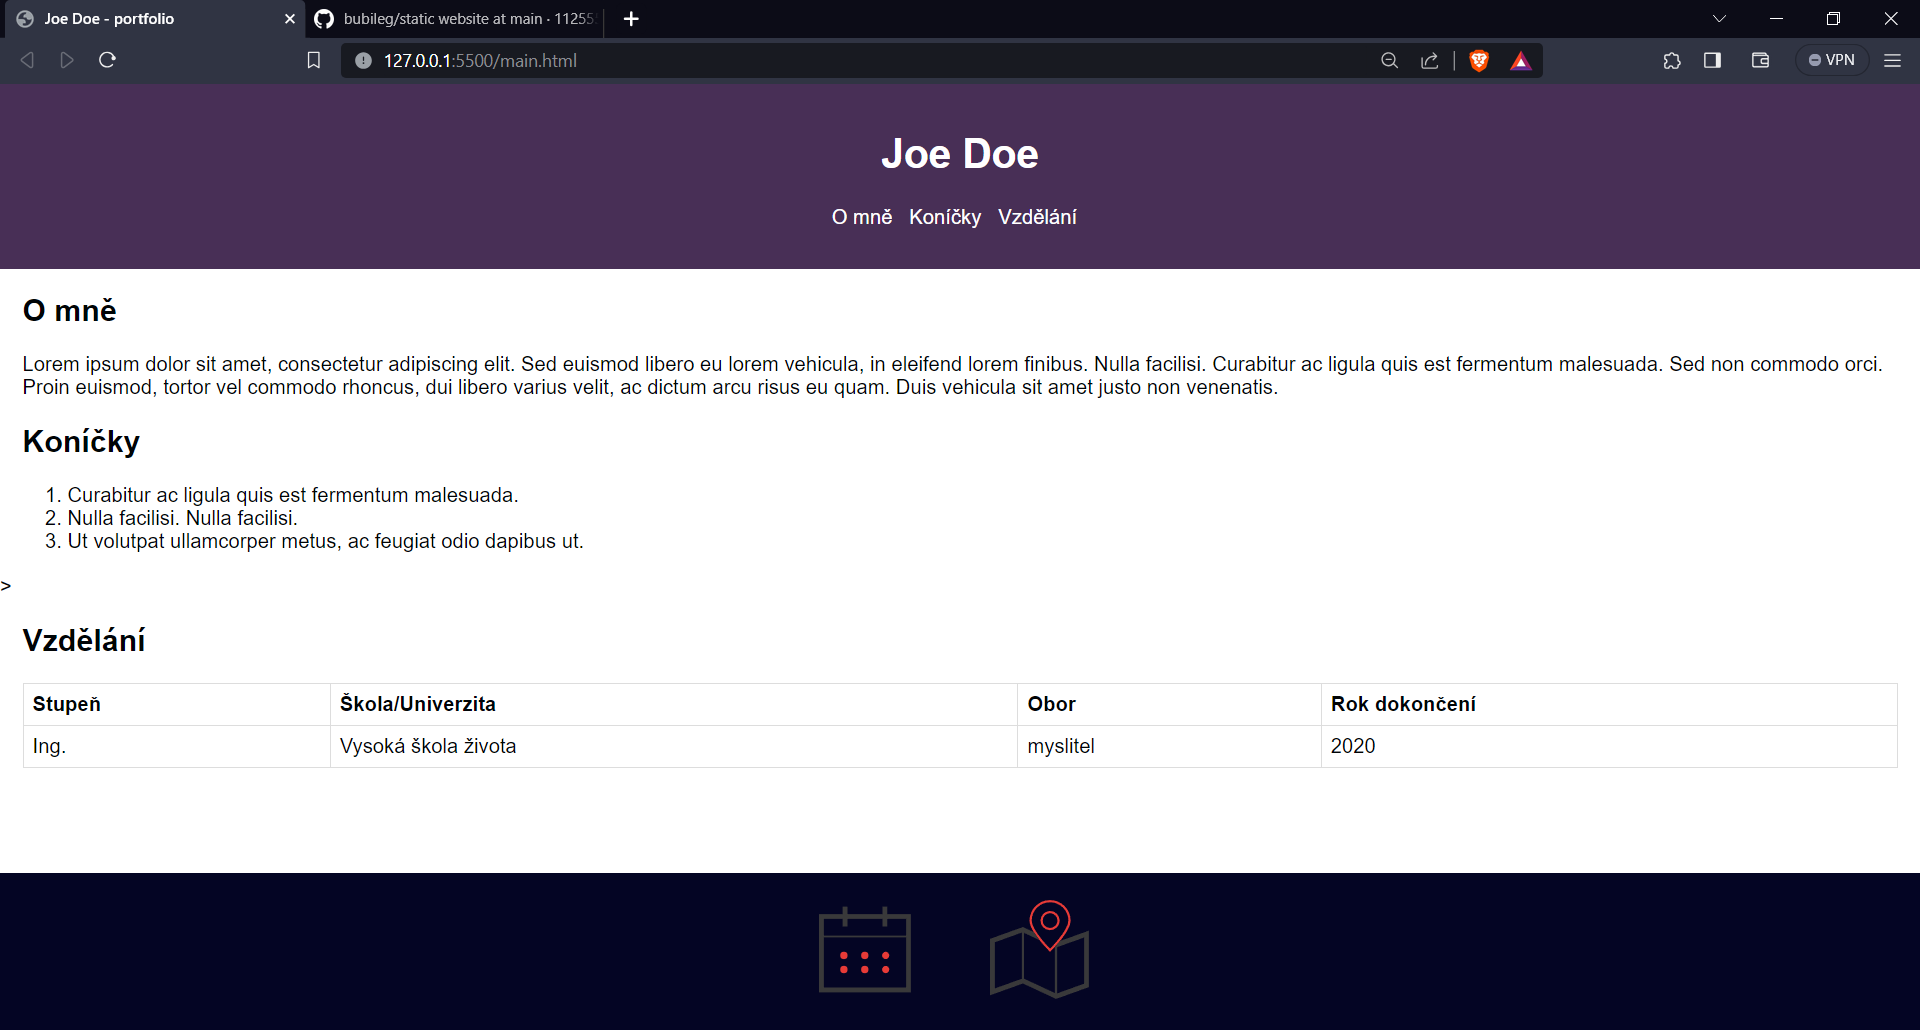 Joe Doe - portfolio
bubileg/static website at main · 11255
127.0.0.1:5500/main.html
VPN
Joe Doe
O mně Koníčky Vzdělání
O mně
Lorem ipsum dolor sit amet, consectetur adipiscing elit. Sed euismod libero eu lorem vehicula, in eleifend lorem finibus. Nulla facilisi. Curabitur ac ligula quis est fermentum malesuada. Sed non commodo orci.
Proin euismod, tortor vel commodo rhoncus, dui libero varius velit, ac dictum arcu risus eu quam. Duis vehicula sit amet justo non venenatis.
Koníčky
1. Curabitur ac ligula quis est fermentum malesuada.
2. Nulla facilisi. Nulla facilisi.
3. Ut volutpat ullamcorper metus, ac feugiat odio dapibus ut.
>
Vzdělání
Stupeň Škola/Univerzita Obor Rok dokončení
Ing. Vysoká škola života myslitel 2020